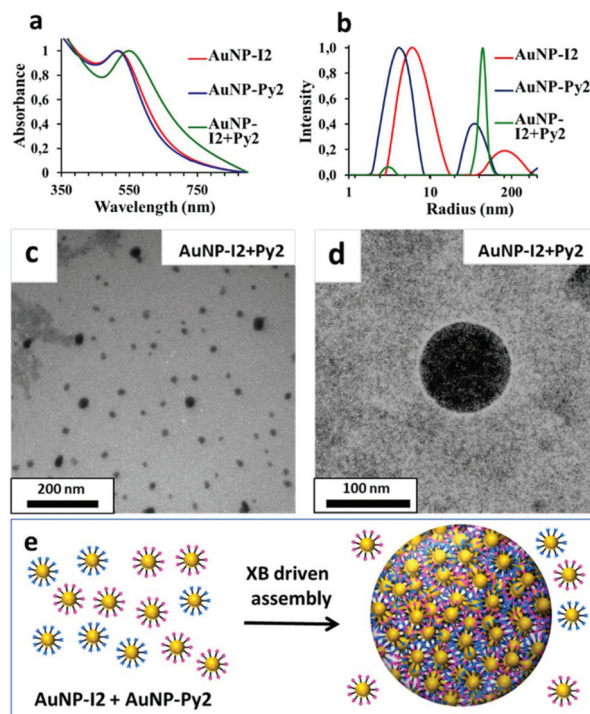 a
Absorbance
1
0,8
0,6
0,4
0,2
0
350
550
750
Wavelength (nm)
AuNP-I2
AuNP-Py2
AuNP-
I2+Py2
b
Intensity
1,0
0,8
0,6
0,4
0,2
0,0
1
10
200
Radius (nm)
AuNP-I2
AuNP-Py2
AuNP-
I2+Py2
c
AuNP-I2+Py2
200 nm
d
AuNP-I2+Py2
100 nm
e
XB driven
assembly
AuNP-I2 + AuNP-Py2